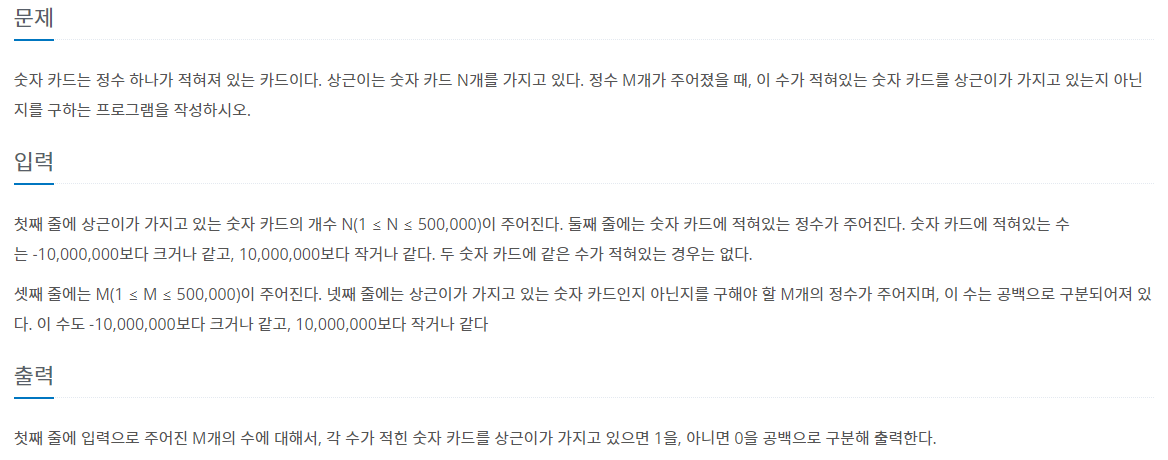 문제
숫자 카드는 정수 하나가 적혀져 있는 카드이다. 상근이는 숫자 카드 N개를 가지고 있다. 정수 M개가 주어졌을 때, 이 수가 적혀있는 숫자 카드를 상근이가 가지고 있는지 아닌
지를 구하는 프로그램을 작성하시오.
입력
첫째 줄에 상근이가 가지고 있는 숫자 카드의 개수 N(1 ≤ N ≤ 500,000)이 주어진다. 둘째 줄에는 숫자 카드에 적혀있는 정수가 주어진다. 숫자 카드에 적혀있는 수
는 -10,000,000보다 크거나 같고, 10,000,000보다 작거나 같다. 두 숫자 카드에 같은 수가 적혀있는 경우는 없다.
셋째 줄에는 M(1 ≤ M ≤ 500,000)이 주어진다. 넷째 줄에는 상근이가 가지고 있는 숫자 카드인지 아닌지를 구해야 할 M개의 정수가 주어지며, 이 수는 공백으로 구분되어져 있
다. 이 수도 -10,000,000보다 크거나 같고, 10,000,000보다 작거나 같다
출력
첫째 줄에 입력으로 주어진 M개의 수에 대해서, 각 수가 적힌 숫자 카드를 상근이가 가지고 있으면 1을, 아니면 0을 공백으로 구분해 출력한다.